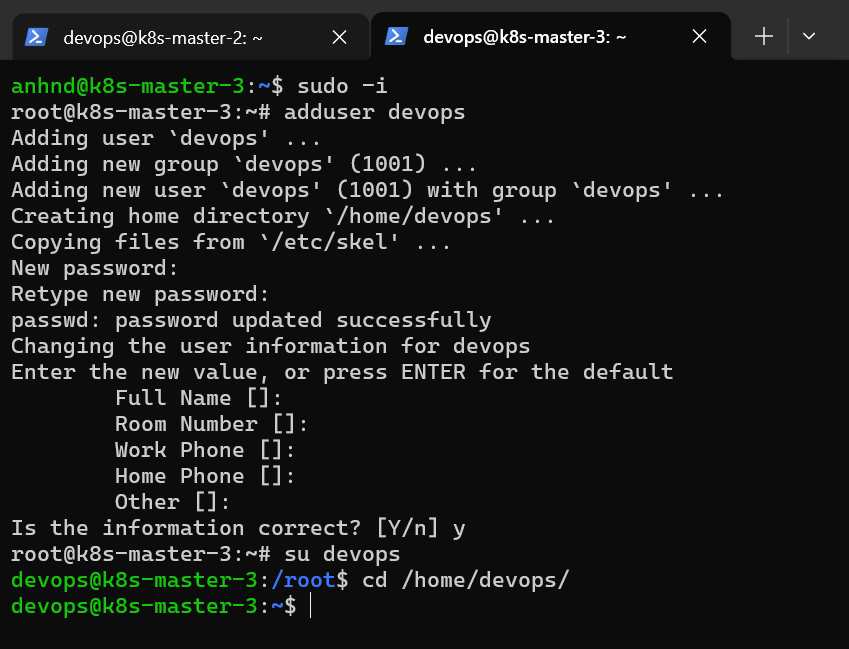 devops@k8s-master-2: ~
devops@k8s-master-3: ~
anhnd@k8s-master-3:~$ sudo -i
root@k8s-master-3:~# adduser devops
Adding user `devops' ...
Adding new group `devops' (1001) ...
Adding new user `devops' (1001) with group `devops' ...
Creating home directory `/home/devops' ...
Copying files from `/etc/skel' ...
New password:
Retype new password:
passwd: password updated successfully
Changing the user information for devops
Enter the new value, or press ENTER for the default
        Full Name []:
        Room Number []:
        Work Phone []:
        Home Phone []:
        Other []:
Is the information correct? [Y/n] y
root@k8s-master-3:~# su devops
devops@k8s-master-3:/root$ cd /home/devops/
devops@k8s-master-3:~$